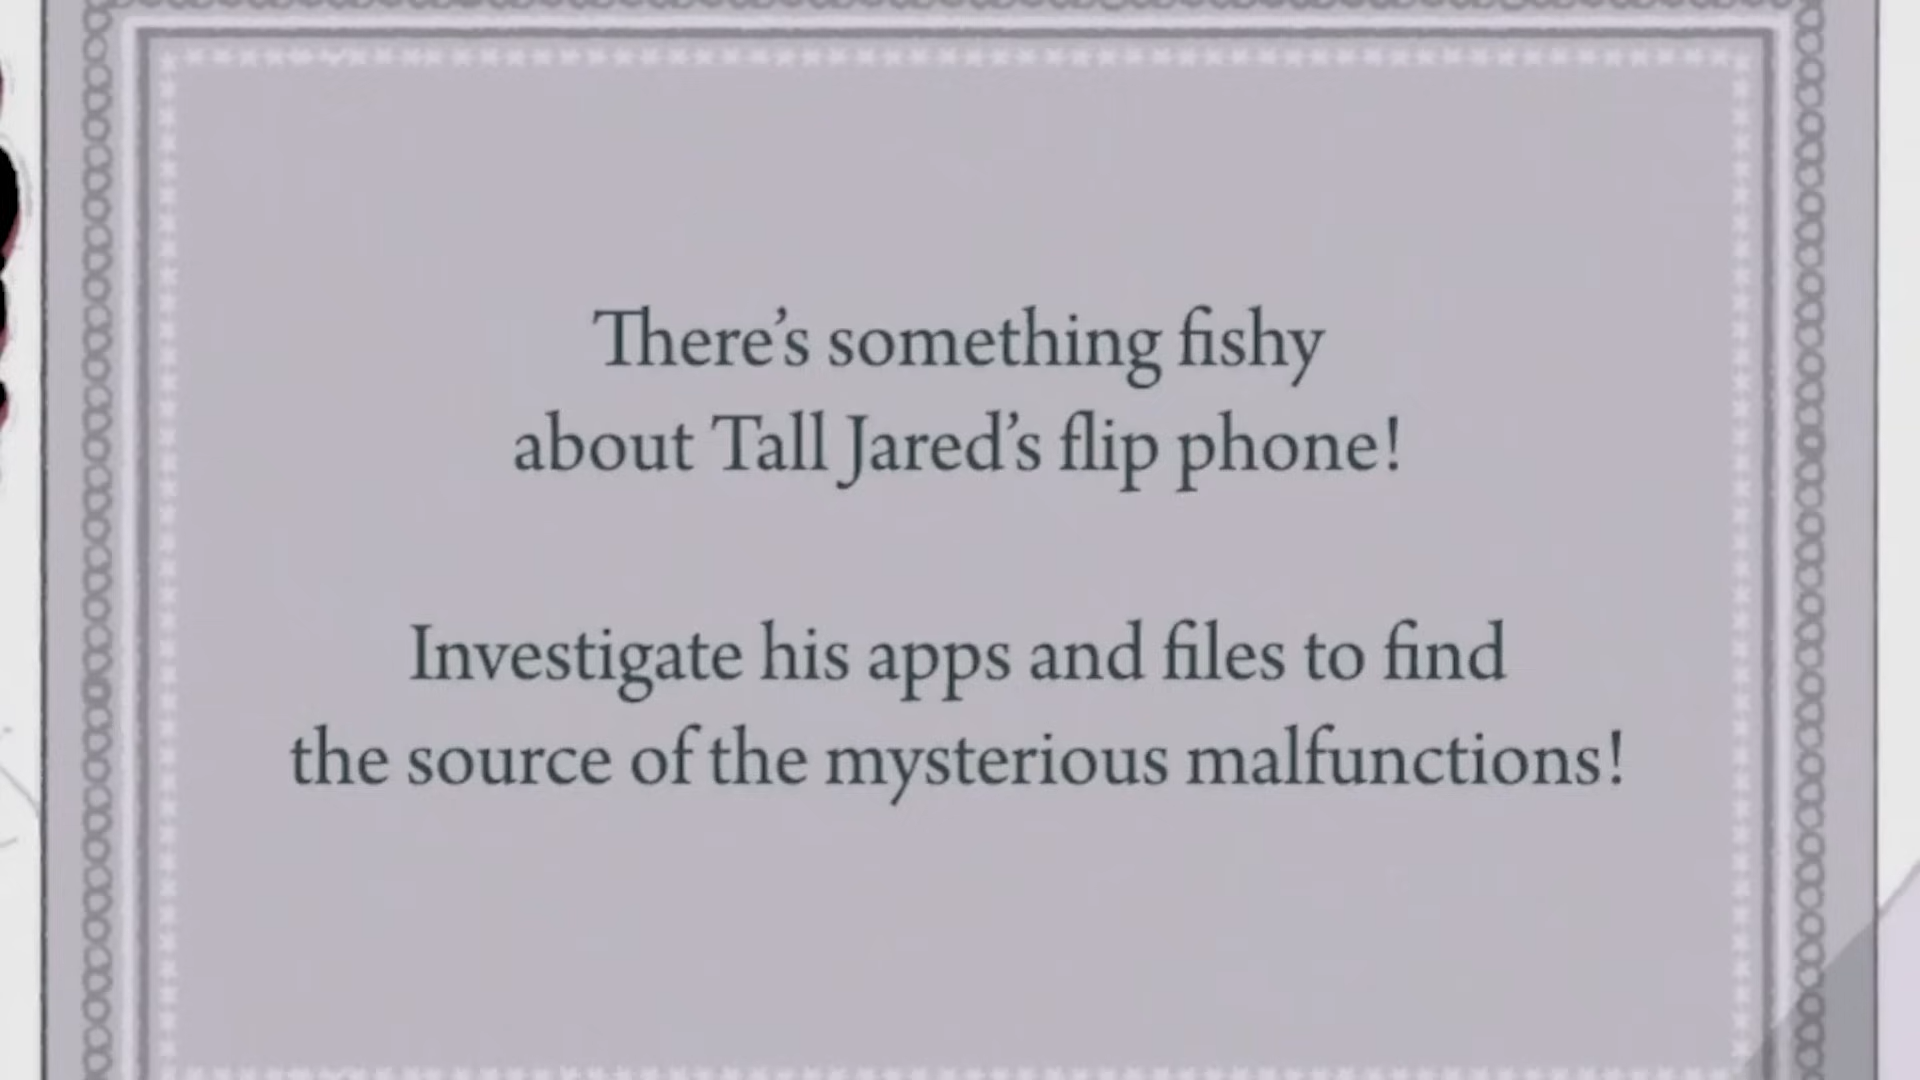 There’s something fishy
about Tall Jared’s flip phone!
Investigate his apps and files to find
the source of the mysterious malfunctions!